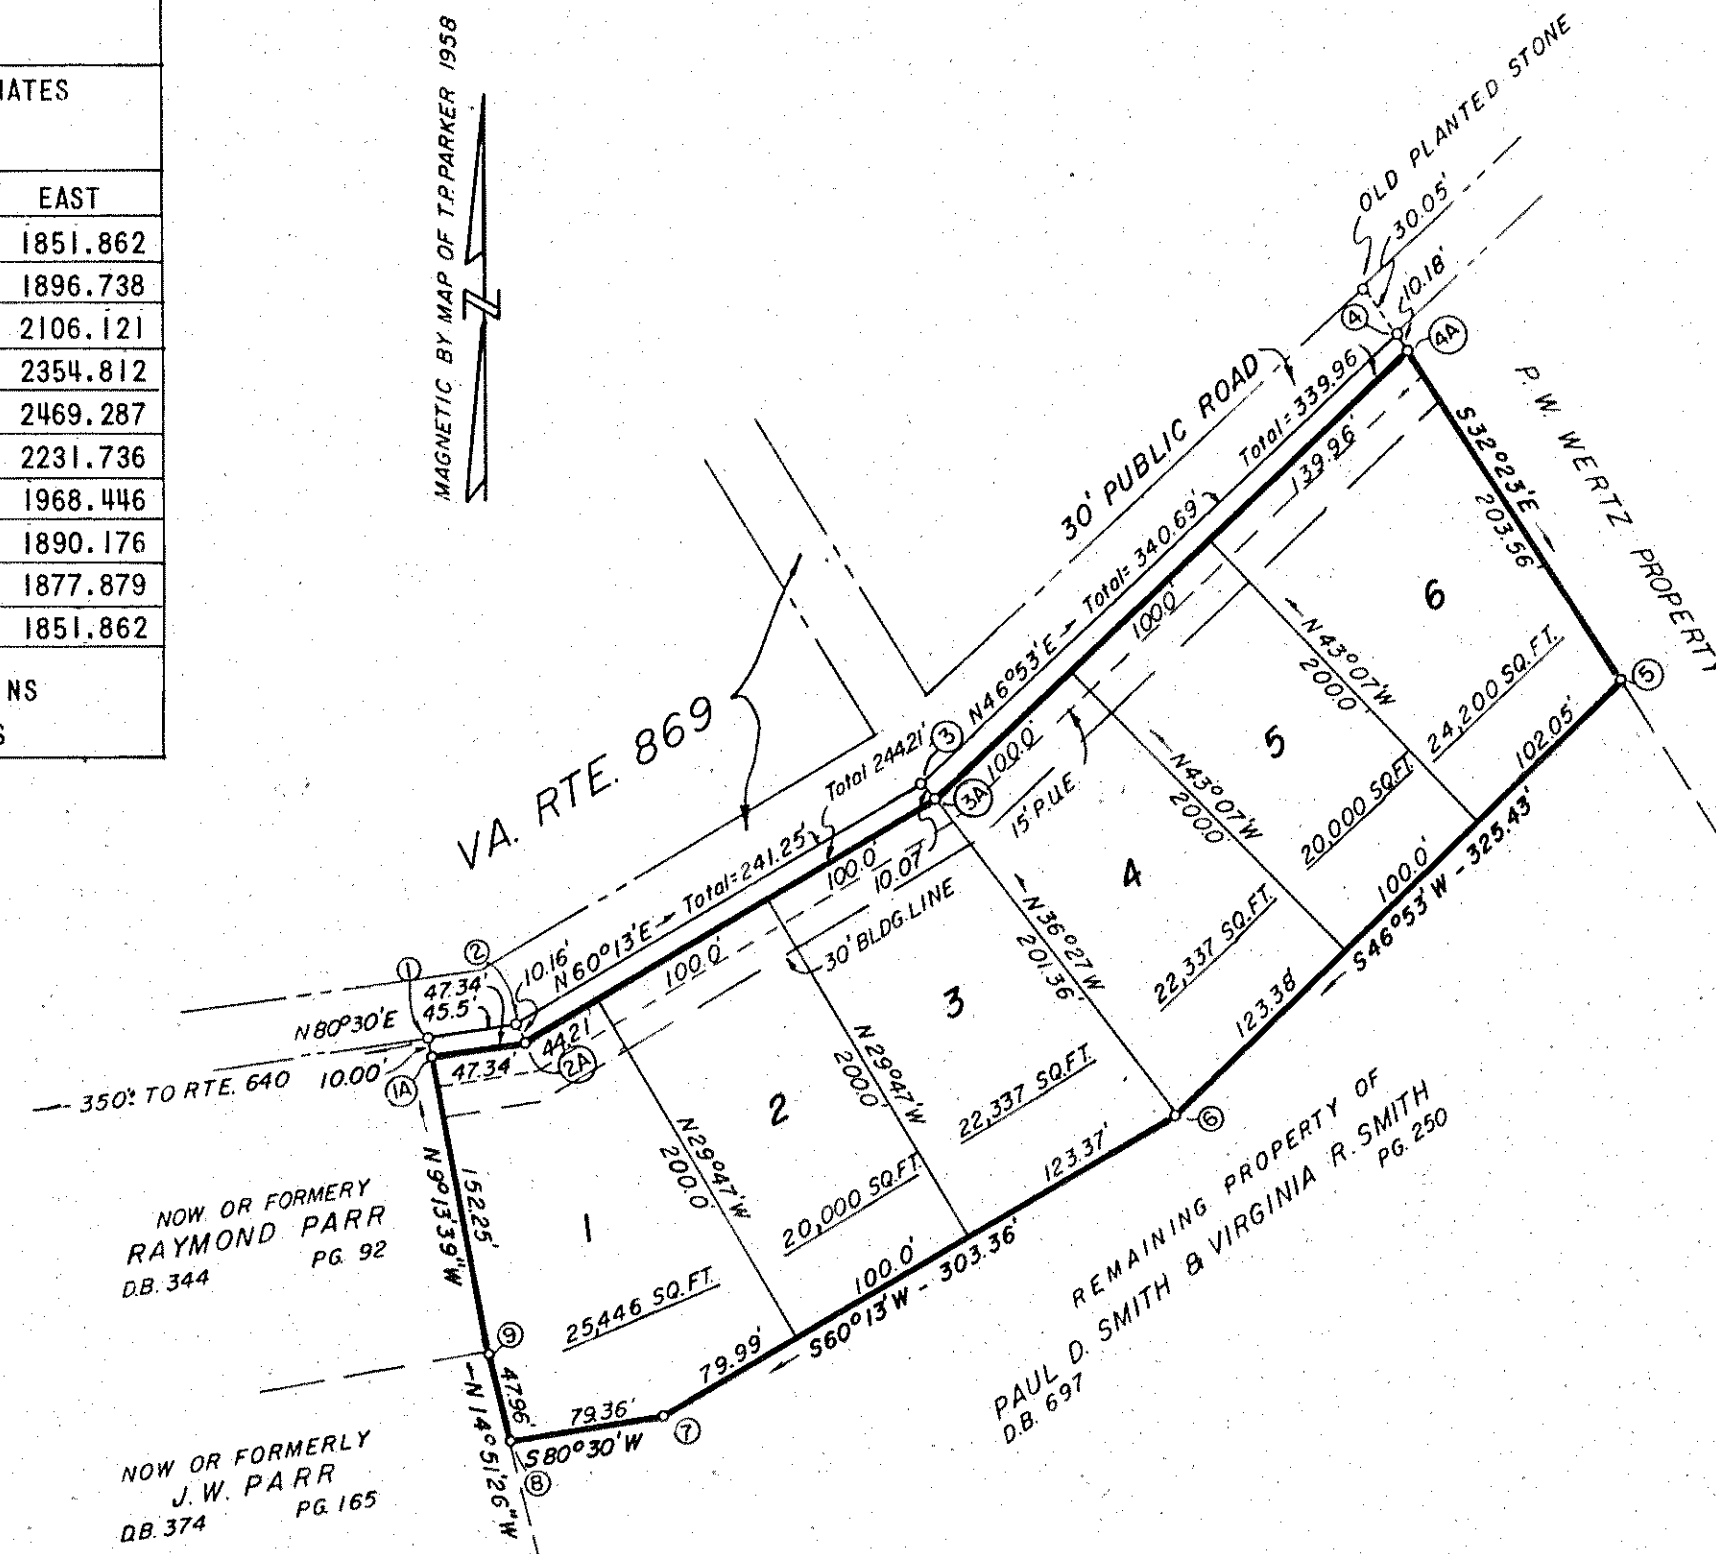 IATES
EAST
1851.862
1896.738
2106.121
2354.812
2469.287
2231.736
1968.446
1890.176
1877.879
1851.862
NS
S
MAGNETIC BY MAP OF T.P. PARKER 1958
OLD PLANTED STONE
30.05'
10.18'
4
4A
30' PUBLIC ROAD
Total = 339.96
139.96'
P. W. WERTZ PROPERTY
S32°23'E
203.56'
N46°53'E
Total = 340.69'
100.0'
6
24,200 SQ.FT.
N43°07'W
200.0'
5
102.05'
VA. RTE. 869
Total 244.21'
3
3A
100.0'
15' P.U.E.
5
20,000 SQ.FT.
N43°07'W
200.0'
100.0'
S46°53'W - 325.43'
N60°13'E
Total = 241.25'
100.0'
10.07'
30' BLDG. LINE
4
22,337 SQ.FT.
N36°27'W
201.36'
123.38
1
2
10.16'
47.34'
45.5'
N80°30'E
100.0'
3
22,337 SQ.FT.
N29°47'W
200.0'
123.37'
6
350'± TO RTE. 640
10.00'
1A
47.34'
44.21'
2A
2
20,000 SQ.FT.
N29°47'W
200.0'
100.0'
S60°13'W - 303.36'
N9°13'39"W
152.25'
1
25,446 SQ.FT.
79.99'
NOW OR FORMERY
RAYMOND PARR
D.B. 344 PG. 92
9
47.96'
N14°51'26"W
79.36'
S80°30'W
7
8
NOW OR FORMERLY
J. W. PARR
D.B. 374 PG. 165
REMAINING PROPERTY OF
PAUL D. SMITH & VIRGINIA R. SMITH
D.B. 697 PG. 250